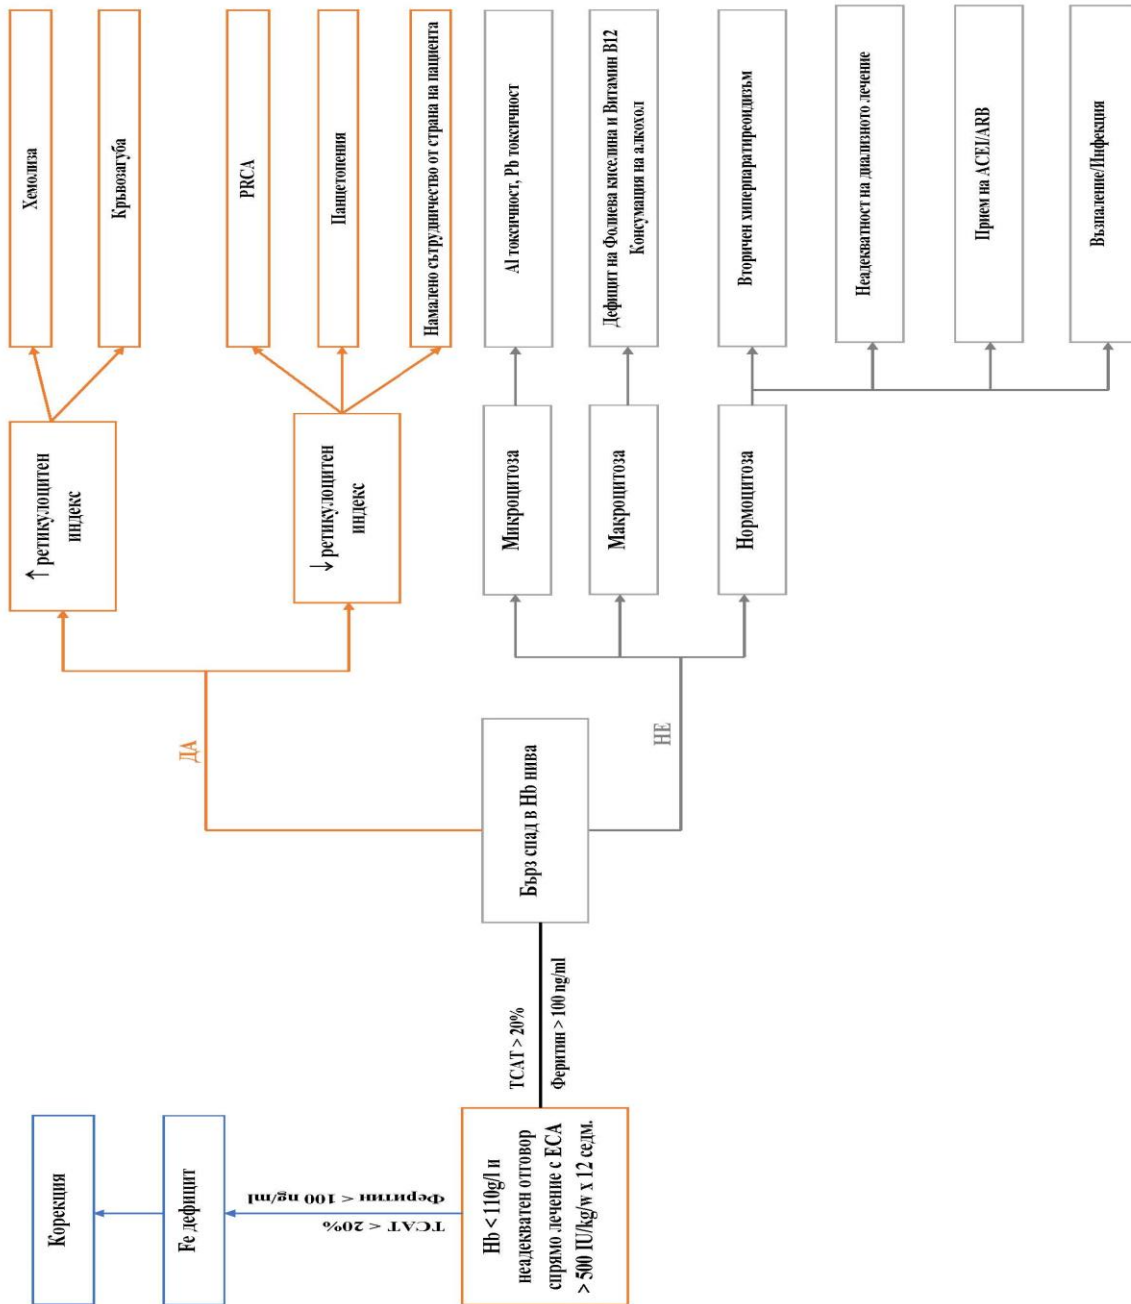 Hb < 110g/l и
неадекватен отговор
спрямо лечение с ЕСА
> 500 IU/kg/w x 12 седм.
ТСАТ < 20%
Феритин < 100 ng/ml
Fe дефицит
Корекция
ТСАТ > 20%
Феритин > 100 ng/ml
Бърз спад в Hb нива
ДА
↑ ретикулоцитен
индекс
Хемолиза
Кръвозагуба
↓ ретикулоцитен
индекс
PRCA
Панцетопения
Намалено сътрудничество от страна на пациента
НЕ
Микроцитоза
Al токсичност, Pb токсичност
Макроцитоза
Дефицит на Фолиева киселина и Витамин B12
Консумация на алкохол
Нормоцитоза
Вторичен хиперпаратиреоидизъм
Неадекватност на диализното лечение
Прием на ACEI/ARB
Възпаление/Инфекция